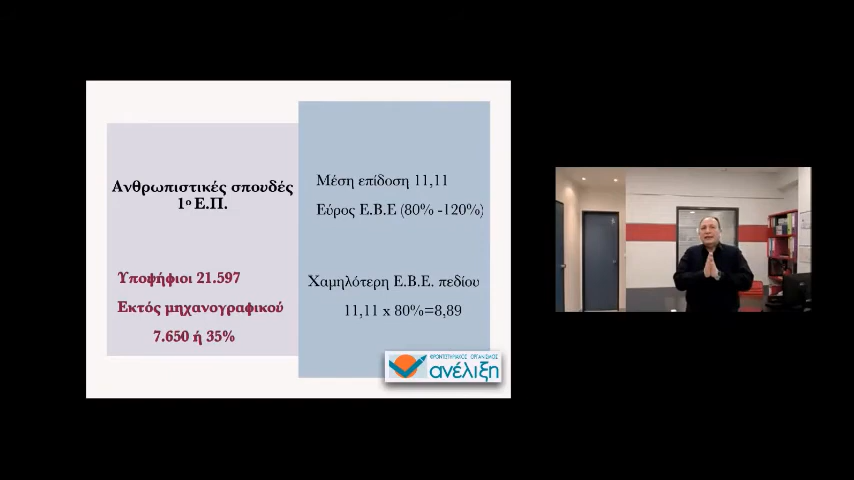 Ανθρωπιστικές σπουδές
1ο Ε.Π.
Υποψήφιοι 21.597
Εκτός μηχανογραφικού
7.650 ή 35%
Μέση επίδοση 11,11
Εύρος Ε.Β.Ε (80% -120%)
Χαμηλότερη Ε.Β.Ε. πεδίου
11,11 x 80%=8,89
ΦΡΟΝΤΙΣΤΗΡΙΑΚΟΣ ΟΡΓΑΝΙΣΜΟΣ
ανέλιξη